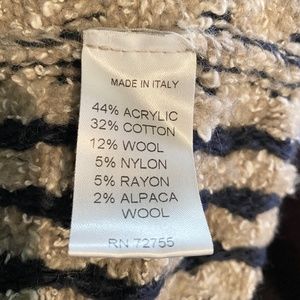 MADE IN ITALY
44% ACRYLIC
32% COTTON
12% WOOL
5% NYLON
5% RAYON
2% ALPACA
WOOL
RN 72755